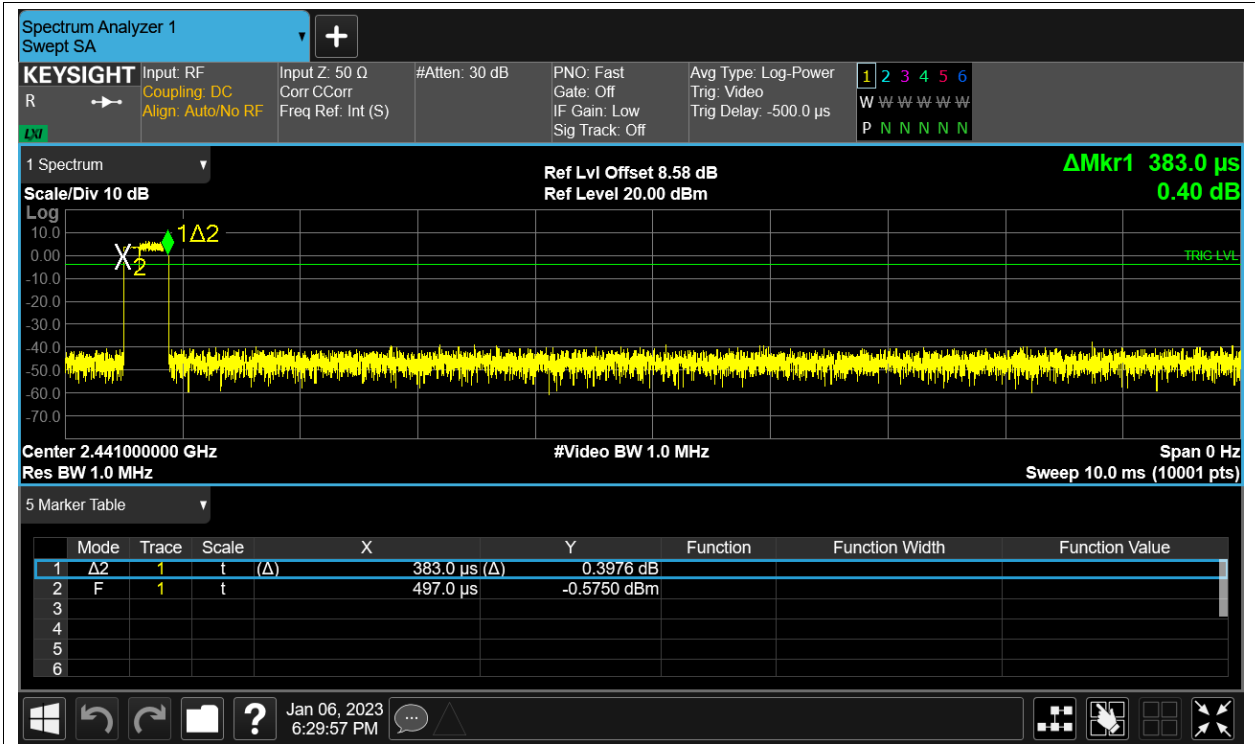 Spectrum Analyzer 1
Swept SA
KEYSIGHT
R
LXI
Input: RF
Coupling: DC
Align: Auto/No RF
Input Z: 50 Ω
Corr CCorr
Freq Ref: Int (S)
#Atten: 30 dB
PNO: Fast
Gate: Off
IF Gain: Low
Sig Track: Off
Avg Type: Log-Power
Trig: Video
Trig Delay: -500.0 µs
1 2 3 4 5 6
W W W W W W
P N N N N N
1 Spectrum
Scale/Div 10 dB
Ref Lvl Offset 8.58 dB
Ref Level 20.00 dBm
ΔMkr1 383.0 µs
0.40 dB
Log
10.0
0.00
-10.0
-20.0
-30.0
-40.0
-50.0
-60.0
-70.0
1Δ2
X2
TRIG LVL
Center 2.441000000 GHz
Res BW 1.0 MHz
#Video BW 1.0 MHz
Span 0 Hz
Sweep 10.0 ms (10001 pts)
5 Marker Table
Mode Trace Scale X Y Function Function Width Function Value
1 Δ2 1 t (Δ) 383.0 µs (Δ) 0.3976 dB
2 F 1 t 497.0 µs -0.5750 dBm
3
4
5
6
?
Jan 06, 2023
6:29:57 PM